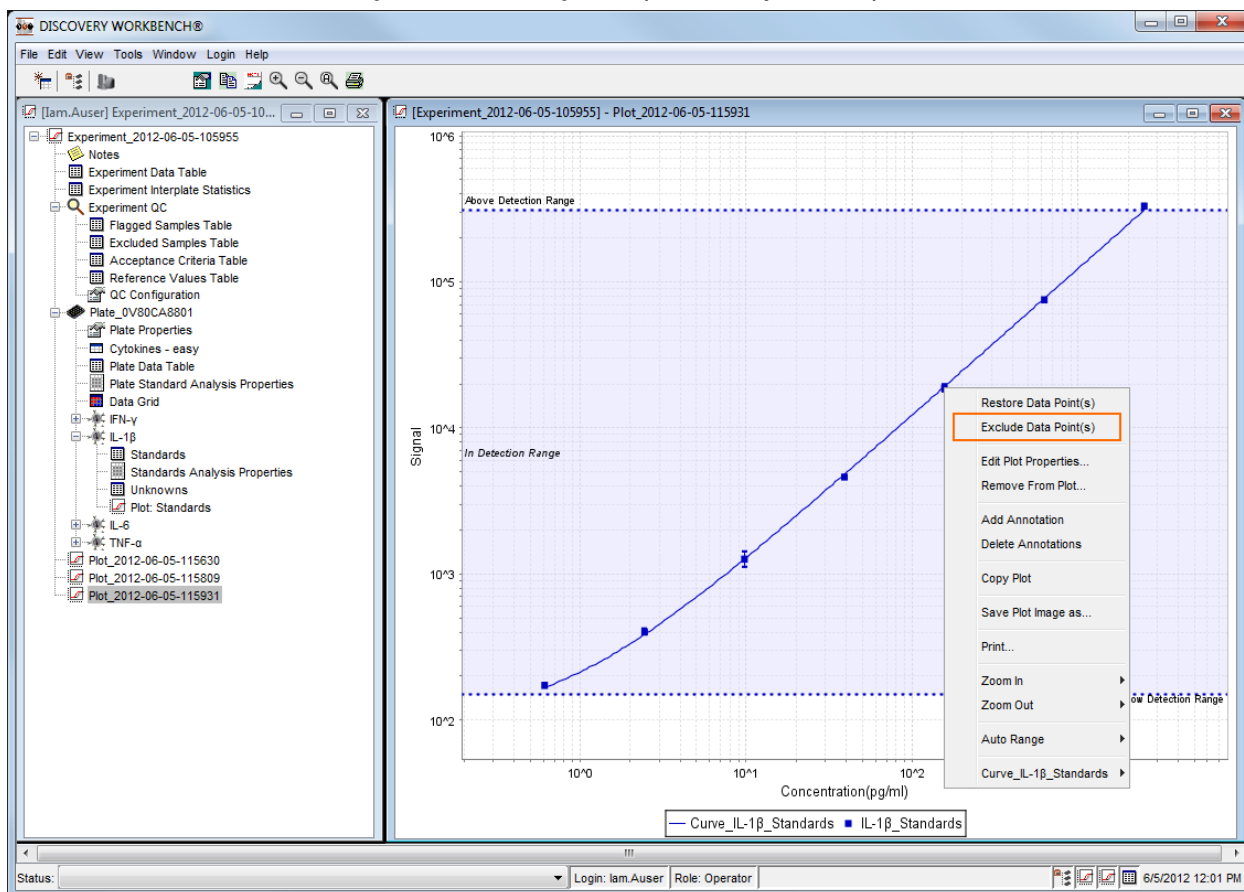 DISCOVERY WORKBENCH®
File Edit View Tools Window Login Help
[Iam.Auser] Experiment_2012-06-05-10...
Experiment_2012-06-05-105955
Notes
Experiment Data Table
Experiment Interplate Statistics
Experiment QC
Flagged Samples Table
Excluded Samples Table
Acceptance Criteria Table
Reference Values Table
QC Configuration
Plate_0V80CA8801
Plate Properties
Cytokines - easy
Plate Data Table
Plate Standard Analysis Properties
Data Grid
IFN-γ
IL-1β
Standards
Standards Analysis Properties
Unknowns
Plot: Standards
IL-6
TNF-α
Plot_2012-06-05-115630
Plot_2012-06-05-115809
Plot_2012-06-05-115931
[Experiment_2012-06-05-105955] - Plot_2012-06-05-115931
10^6
Above Detection Range
10^5
10^4
In Detection Range
Signal
10^3
10^2
ow Detection Range
10^0 10^1 10^2
Concentration(pg/ml)
Curve_IL-1β_Standards IL-1β_Standards
Restore Data Point(s)
Exclude Data Point(s)
Edit Plot Properties...
Remove From Plot...
Add Annotation
Delete Annotations
Copy Plot
Save Plot Image as...
Print...
Zoom In
Zoom Out
Auto Range
Curve_IL-1β_Standards
Status: Login: Iam.Auser Role: Operator 6/5/2012 12:01 PM